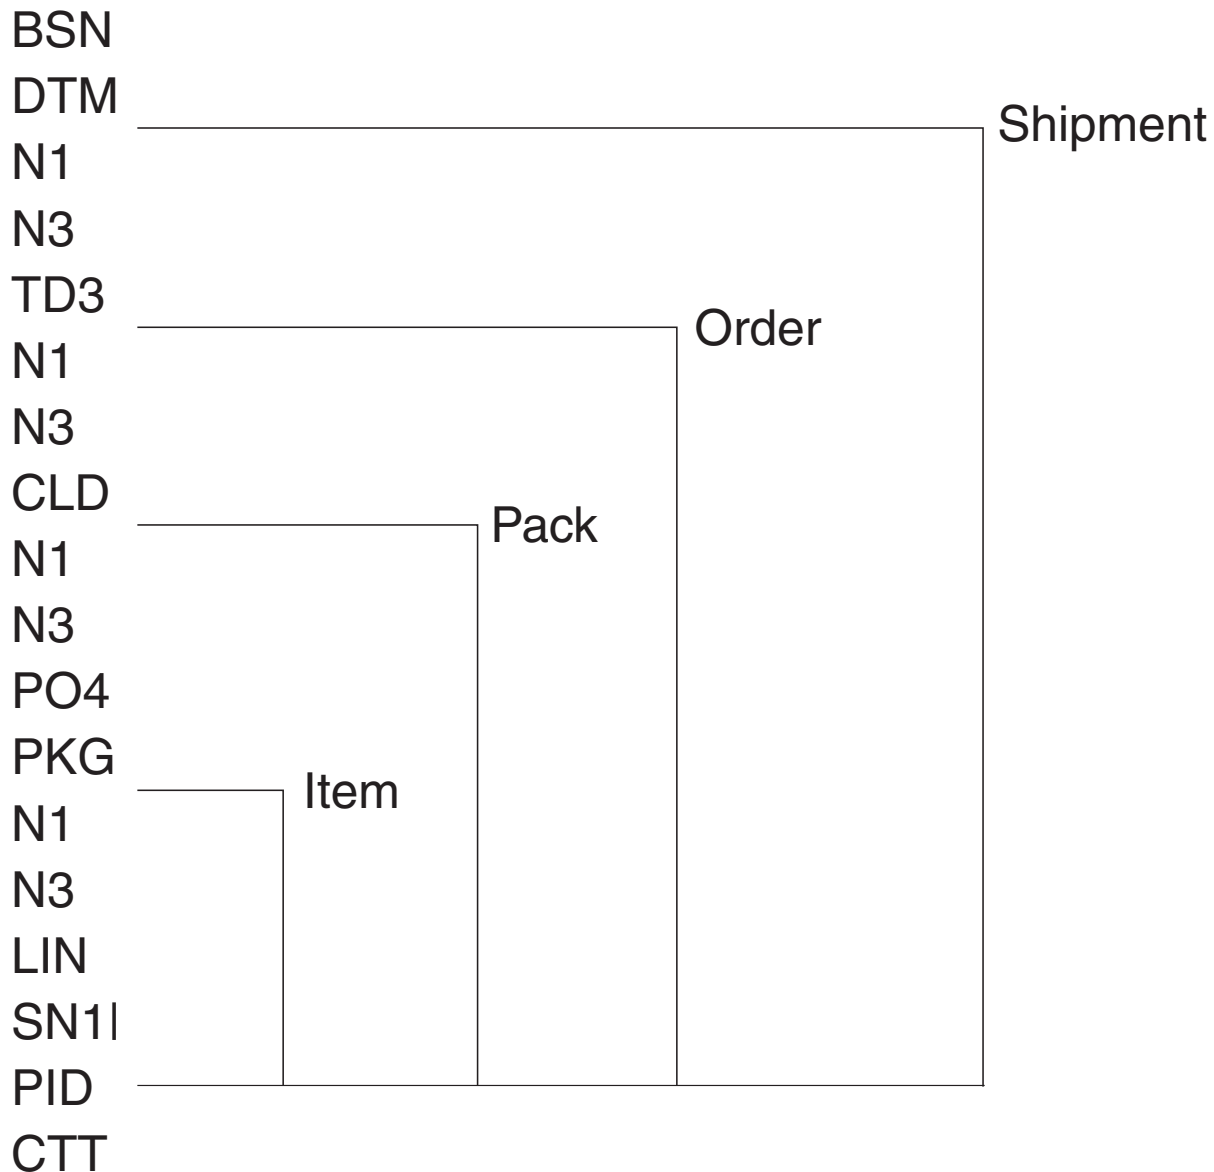 BSN
DTM
Shipment
N1
N3
TD3
Order
N1
N3
CLD
Pack
N1
N3
PO4
PKG
Item
N1
N3
LIN
SN1|
PID
CTT